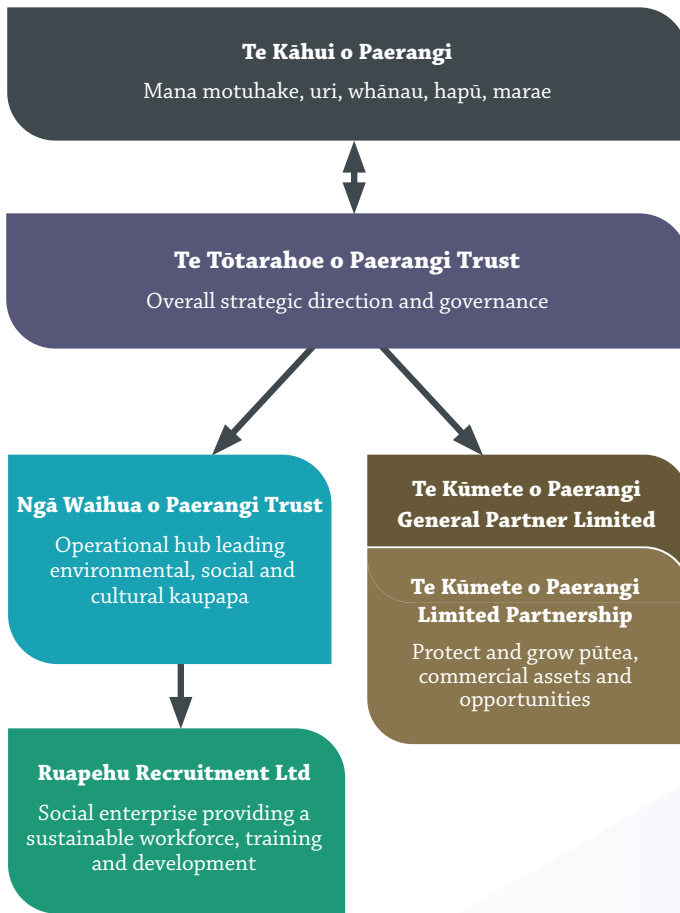 Te Kāhui o Paerangi
Mana motuhake, uri, whānau, hapū, marae
Te Tōtarahoe o Paerangi Trust
Overall strategic direction and governance
Ngā Waihua o Paerangi Trust
Operational hub leading
environmental, social and
cultural kaupapa
Te Kūmete o Paerangi
General Partner Limited
Te Kūmete o Paerangi
Limited Partnership
Protect and grow pūtea,
commercial assets and
opportunities
Ruapehu Recruitment Ltd
Social enterprise providing a
sustainable workforce, training
and development